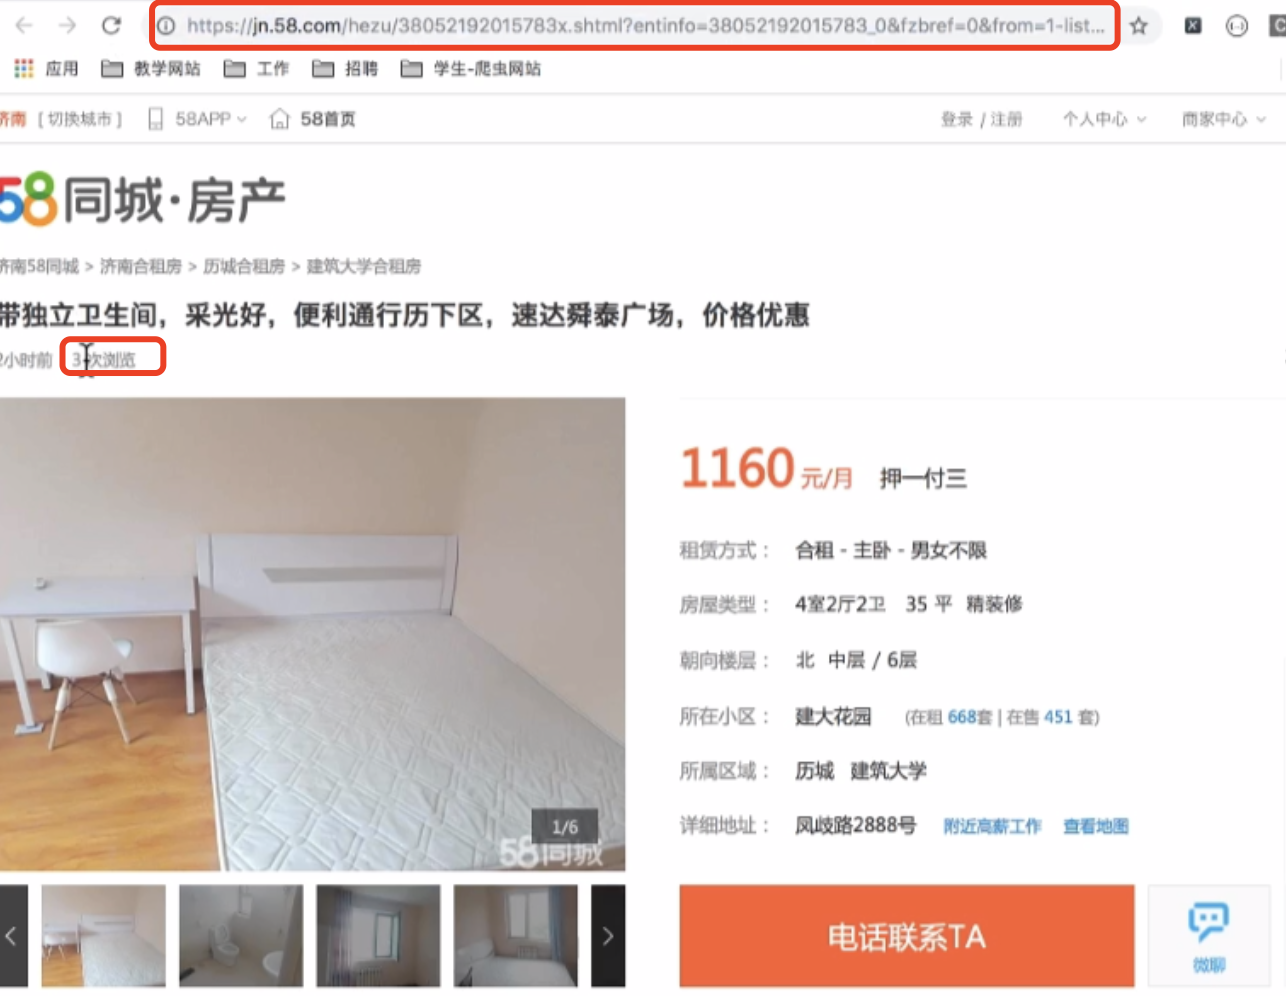 https://jn.58.com/hezu/38052192015783x.shtml?entinfo=38052192015783_0&fzbref=0&from=1-list...
应用 教学网站 工作 招聘 学生-爬虫网站
济南 [ 切换城市 ] 58APP 58首页 登录 / 注册 个人中心 商家中心
58同城·房产
济南58同城 > 济南合租房 > 历城合租房 > 建筑大学合租房
带独立卫生间，采光好，便利通行历下区，速达舜泰广场，价格优惠
2小时前 次浏览
1160 元/月 押一付三
租赁方式： 合租 - 主卧 - 男女不限
房屋类型： 4室2厅2卫 35 平 精装修
朝向楼层： 北 中层 / 6层
所在小区： 建大花园 (在租 668套 | 在售 451 套)
所属区域： 历城 建筑大学
详细地址： 凤歧路2888号 附近高薪工作 查看地图
1/6
58同城
电话联系TA
微聊